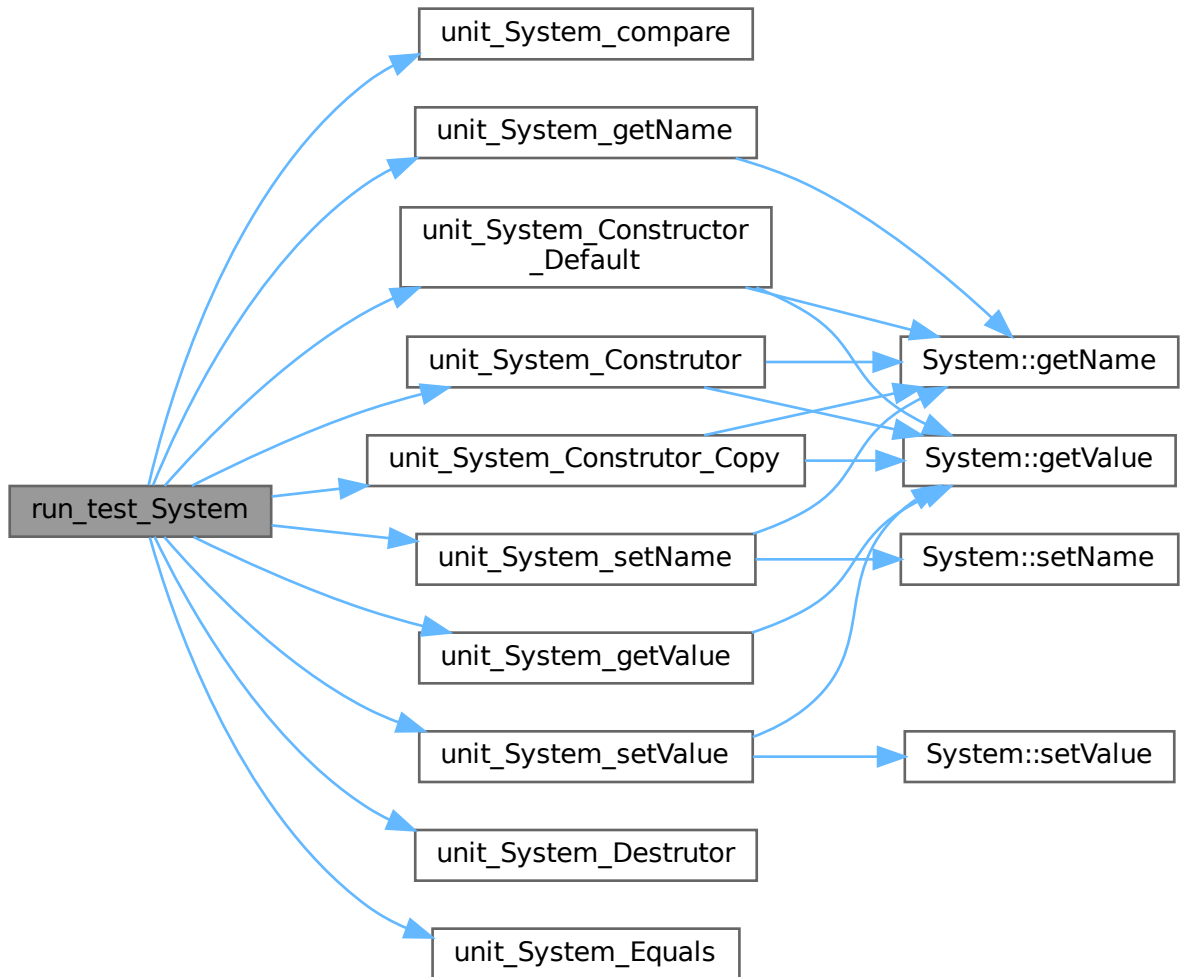 unit_System_compare
unit_System_getName
unit_System_Constructor
_Default
unit_System_Construtor
System::getName
unit_System_Construtor_Copy
System::getValue
run_test_System
unit_System_setName
System::setName
unit_System_getValue
unit_System_setValue
System::setValue
unit_System_Destrutor
unit_System_Equals